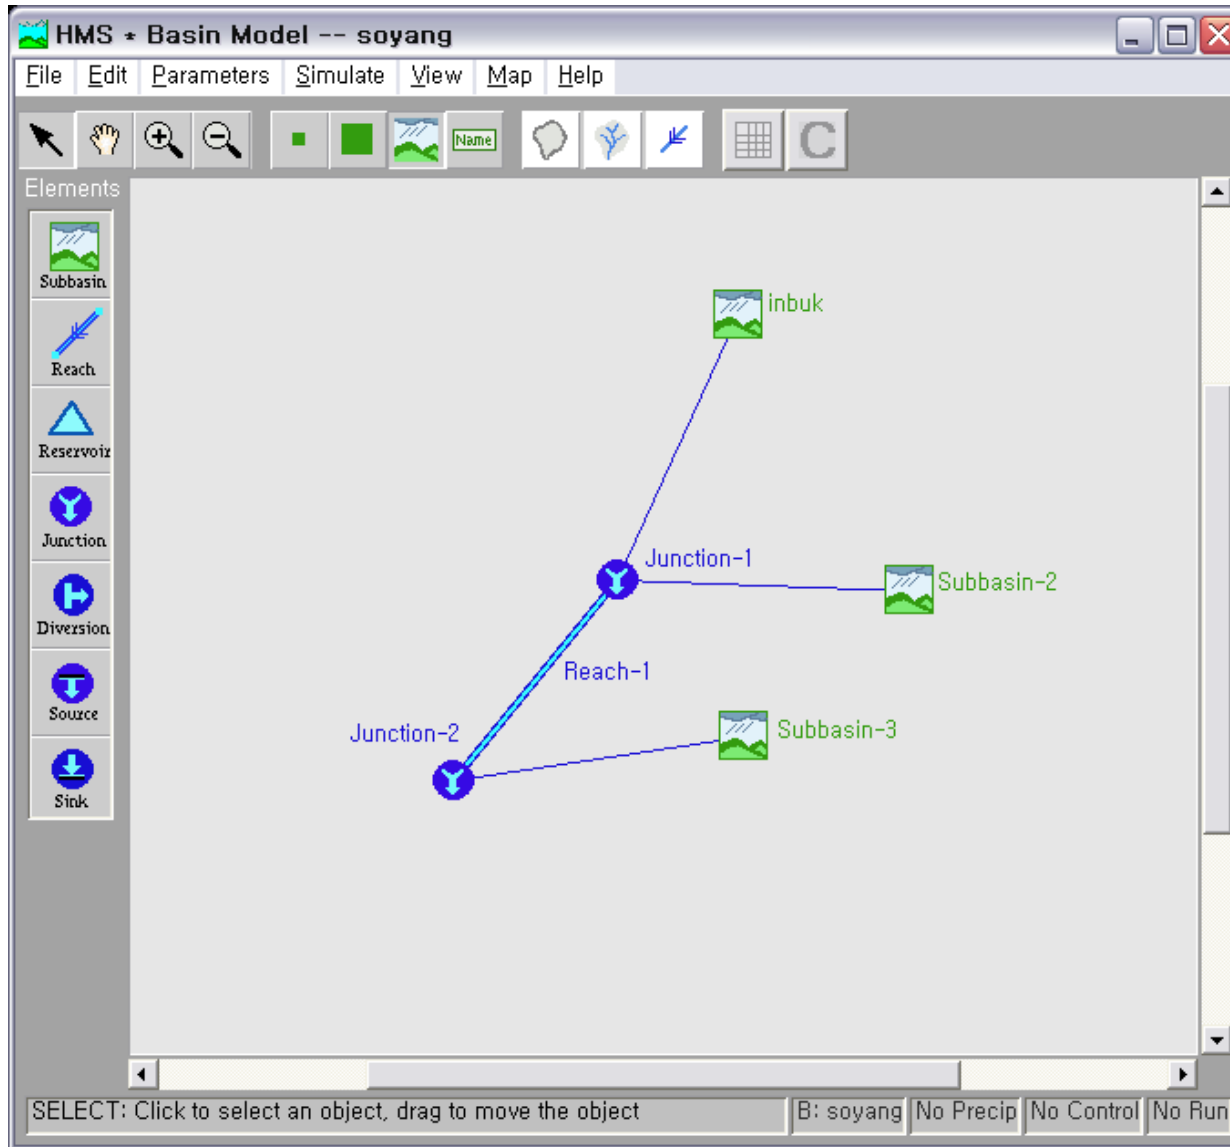 HMS * Basin Model -- soyang
File Edit Parameters Simulate View Map Help
Name
C
Elements
Subbasin
Reach
Reservoir
Junction
Diversion
Source
Sink
inbuk
Junction-1
Subbasin-2
Reach-1
Junction-2
Subbasin-3
SELECT: Click to select an object, drag to move the object
B: soyang
No Precip
No Control
No Run